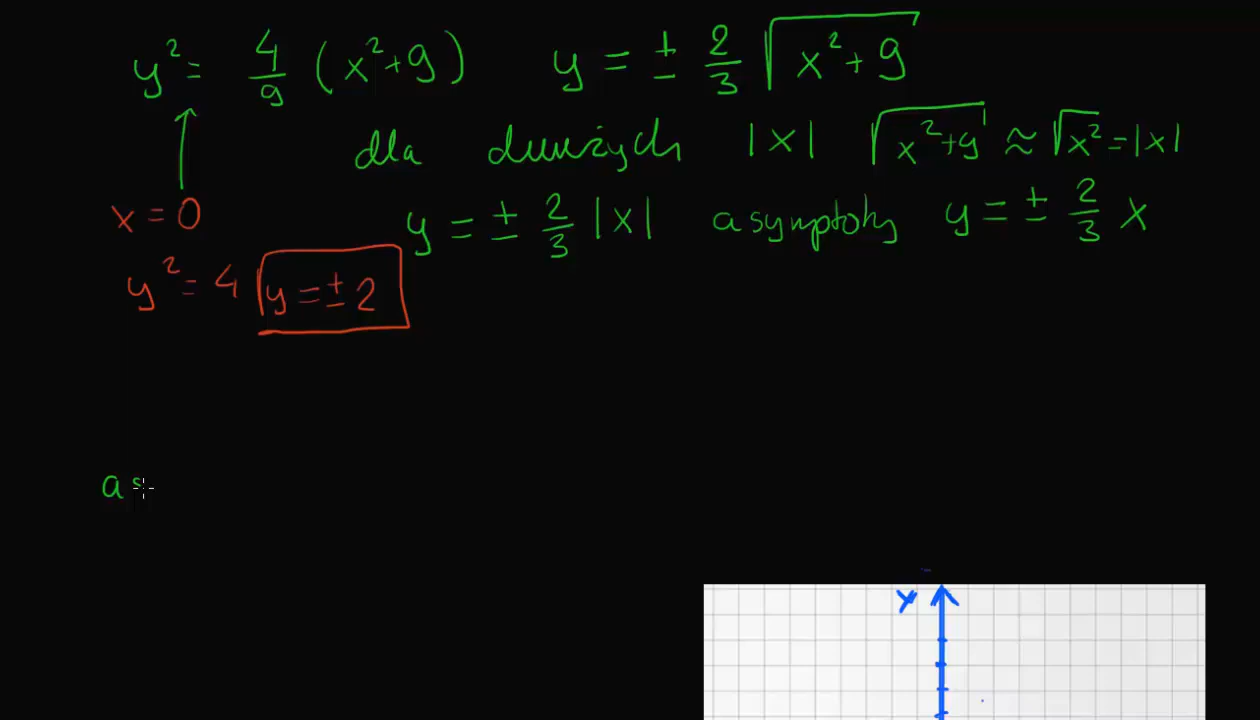 y² = 4/9 (x²+9) y = ± 2/3 √(x²+9)
dla dużych |x| √(x²+9) ≈ √x² = |x|
x = 0 y = ± 2/3 |x| asymptoty y = ± 2/3 x
y² = 4 y = ± 2
as
y